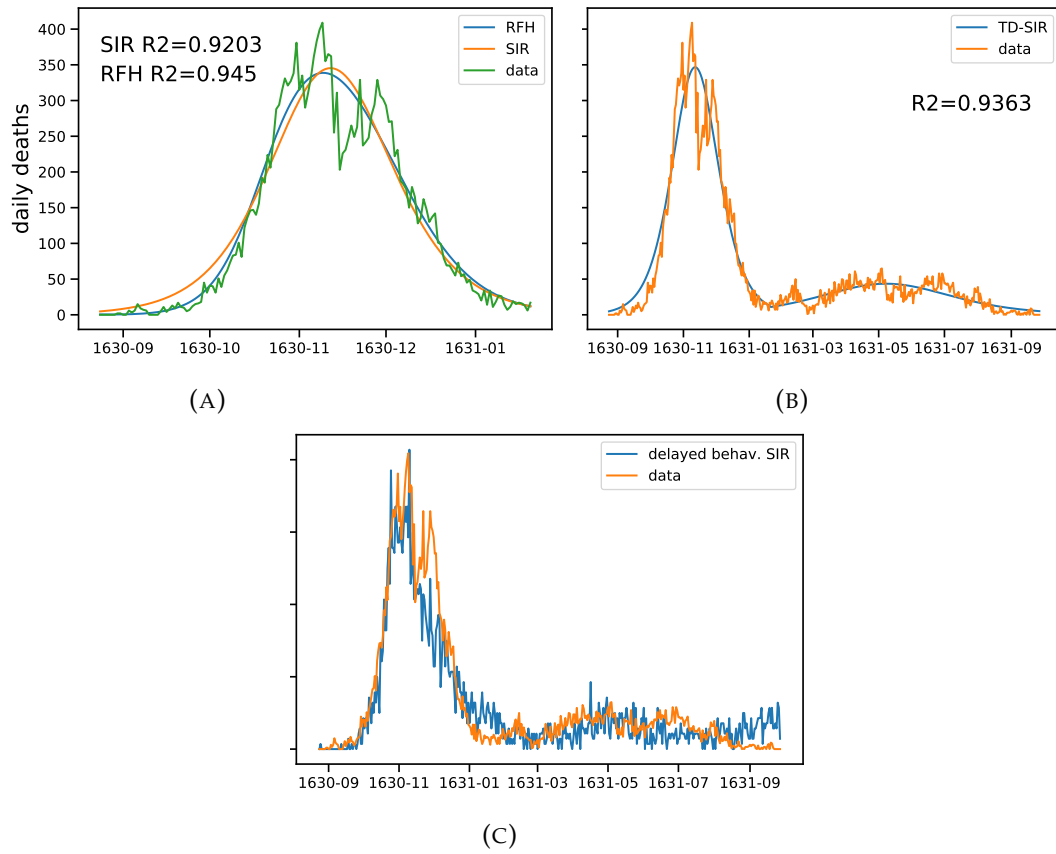 SIR R2=0.9203
RFH R2=0.945
RFH
SIR
data
daily deaths
400
350
300
250
200
150
100
50
0
1630-09 1630-10 1630-11 1630-12 1631-01
(A)
TD-SIR
data
R2=0.9363
1630-09 1630-11 1631-01 1631-03 1631-05 1631-07 1631-09
(B)
delayed behav. SIR
data
1630-09 1630-11 1631-01 1631-03 1631-05 1631-07 1631-09
(C)